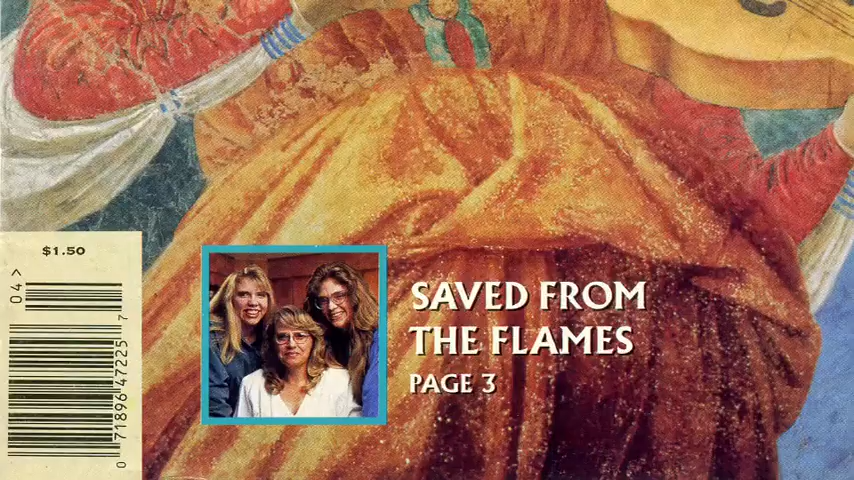 $1.50
04>
0 71896 47225 7
SAVED FROM
THE FLAMES
PAGE 3